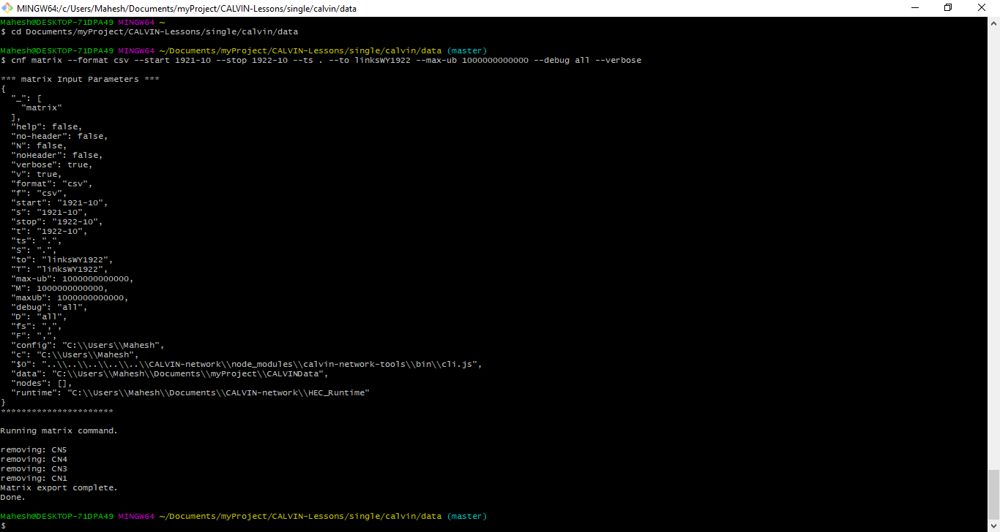 MINGW64:/c/Users/Mahesh/Documents/myProject/CALVIN-Lessons/single/calvin/data
Mahesh@DESKTOP-71DPA49 MINGW64 ~
$ cd Documents/myProject/CALVIN-Lessons/single/calvin/data
Mahesh@DESKTOP-71DPA49 MINGW64 ~/Documents/myProject/CALVIN-Lessons/single/calvin/data (master)
$ cnf matrix --format csv --start 1921-10 --stop 1922-10 --ts . --to linksWY1922 --max-ub 1000000000000 --debug all --verbose
*** matrix Input Parameters ***
{
  "_": [
    "matrix"
  ],
  "help": false,
  "no-header": false,
  "N": false,
  "noHeader": false,
  "verbose": true,
  "v": true,
  "format": "csv",
  "f": "csv",
  "start": "1921-10",
  "s": "1921-10",
  "stop": "1922-10",
  "t": "1922-10",
  "ts": ".",
  "S": ".",
  "to": "linksWY1922",
  "T": "linksWY1922",
  "max-ub": 1000000000000,
  "M": 1000000000000,
  "maxUb": 1000000000000,
  "debug": "all",
  "D": "all",
  "fs": ",",
  "F": ",",
  "config": "C:\\Users\\Mahesh",
  "c": "C:\\Users\\Mahesh",
  "$0": "..\\..\\..\\..\\..\\CALVIN-network\\node_modules\\calvin-network-tools\\bin\\cli.js",
  "data": "C:\\Users\\Mahesh\\Documents\\myProject\\CALVINData",
  "nodes": [],
  "runtime": "C:\\Users\\Mahesh\\Documents\\CALVIN-network\\HEC_Runtime"
}
**********************
Running matrix command.
removing: CN5
removing: CN4
removing: CN3
removing: CN1
Matrix export complete.
Done.
Mahesh@DESKTOP-71DPA49 MINGW64 ~/Documents/myProject/CALVIN-Lessons/single/calvin/data (master)
$